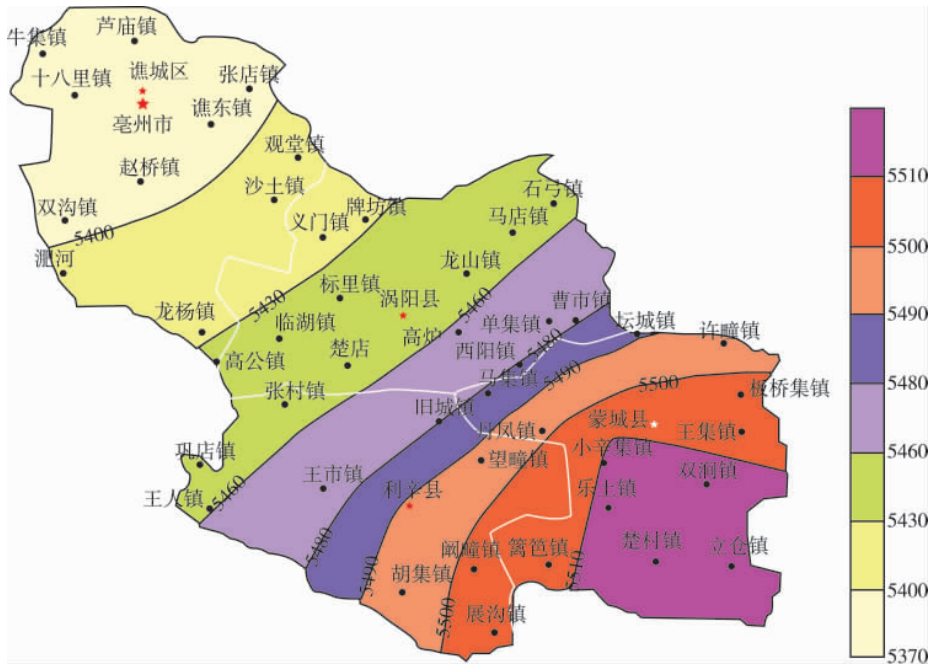 芦庙镇
牛集镇
谯城区
张店镇
十八里镇
谯东镇
亳州市
观堂镇
赵桥镇
沙土镇
石弓镇
双沟镇
牌坊镇
马店镇
义门镇
5400
淝河
龙山镇
标里镇
涡阳县
曹市镇
5430
5460
龙杨镇
临湖镇
高炉
单集镇
坛城镇
许疃镇
楚店
西阳镇
5480
高公镇
马集镇
5490
5500
板桥集镇
张村镇
旧城镇
蒙城县
丹凤镇
王集镇
巩店镇
望疃镇
小辛集镇
双涧镇
王市镇
乐土镇
王人镇
5460
利辛县
5480
阚疃镇
篱笆镇
楚村镇
立仓镇
5490
胡集镇
5510
5500
展沟镇
5510
5500
5490
5480
5460
5430
5400
5370